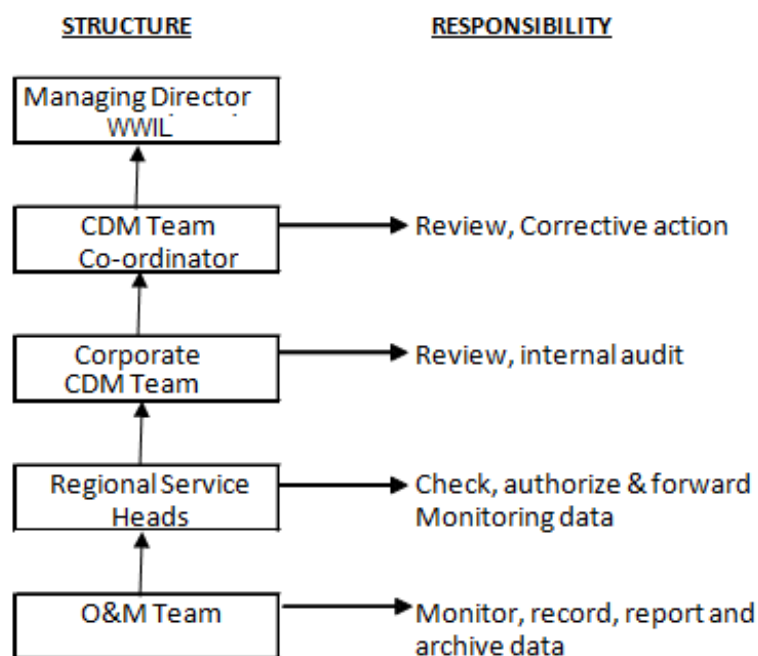 STRUCTURE
RESPONSIBILITY
Managing Director
WWIL
CDM Team
Co-ordinator
Review, Corrective action
Corporate
CDM Team
Review, internal audit
Regional Service
Heads
Check, authorize & forward
Monitoring data
O&M Team
Monitor, record, report and
archive data